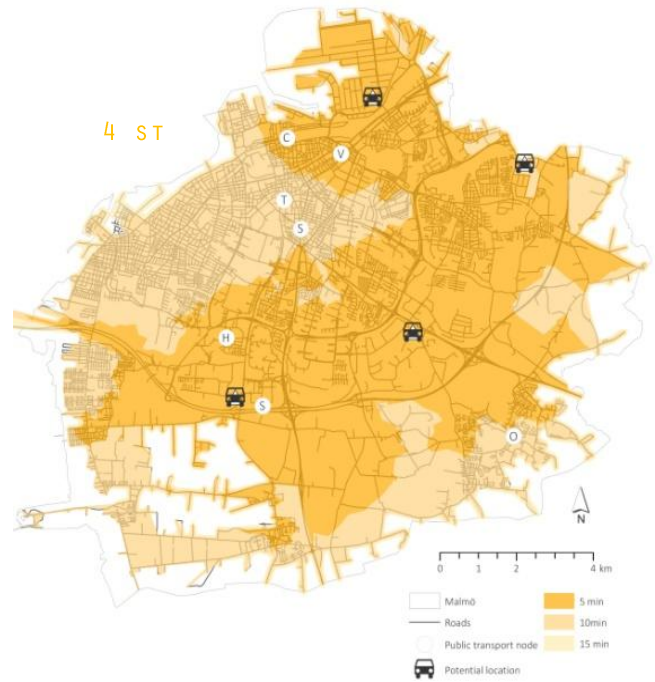 4 ST
C
V
T
S
H
S
O
N
0 1 2 4 km
Malmö
Roads
Public transport node
Potential location
5 min
10min
15 min